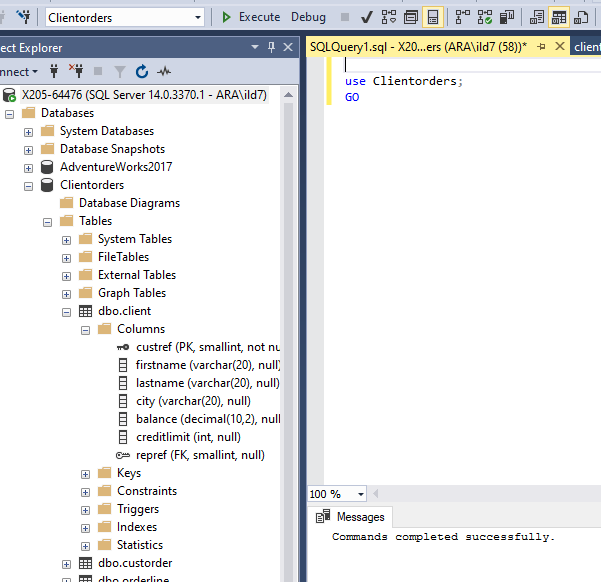 Clientorders
Execute
Debug
ect Explorer
nnect
X205-64476 (SQL Server 14.0.3370.1 - ARA\ild7)
Databases
System Databases
Database Snapshots
AdventureWorks2017
Clientorders
Database Diagrams
Tables
System Tables
FileTables
External Tables
Graph Tables
dbo.client
Columns
custref (PK, smallint, not nu
firstname (varchar(20), null)
lastname (varchar(20), null)
city (varchar(20), null)
balance (decimal(10,2), null
creditlimit (int, null)
repref (FK, smallint, null)
Keys
Constraints
Triggers
Indexes
Statistics
dbo.custorder
dbo.orderline
SQLQuery1.sql - X20...ers (ARA\ild7 (58))*
client
use Clientorders;
GO
100 %
Messages
Commands completed successfully.